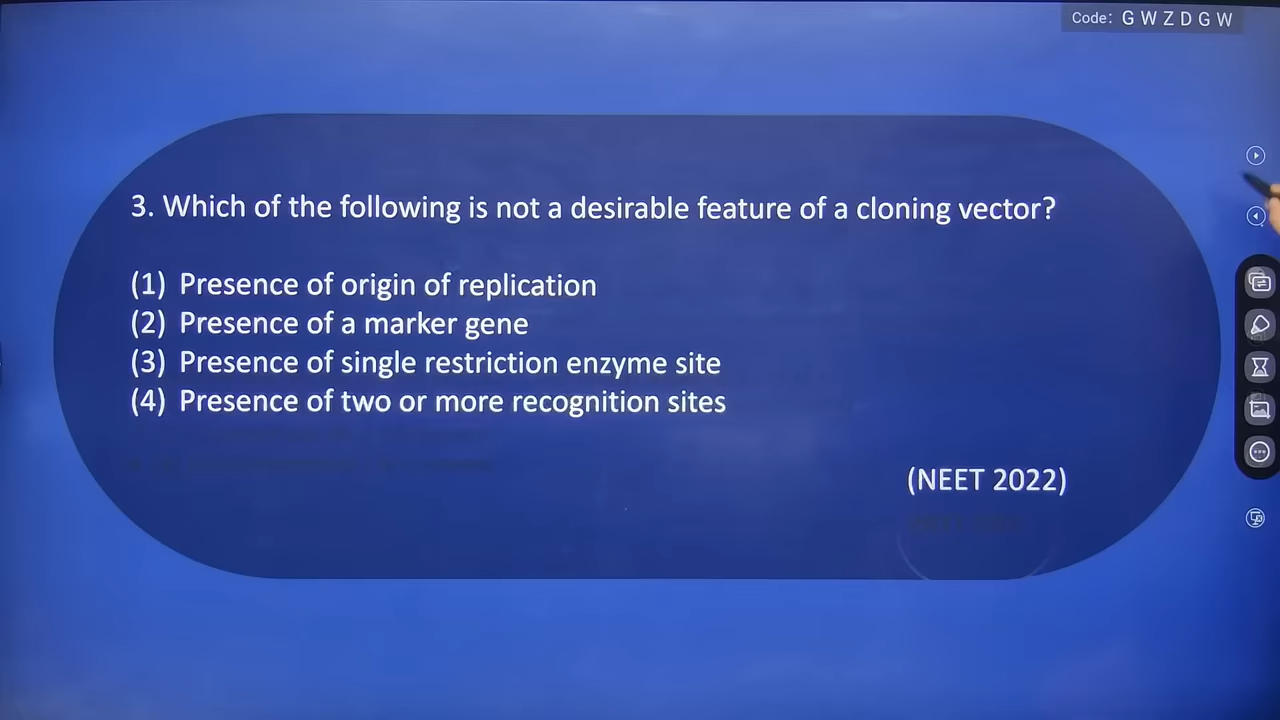 Code: G W Z D G W
3. Which of the following is not a desirable feature of a cloning vector?
(1) Presence of origin of replication
(2) Presence of a marker gene
(3) Presence of single restriction enzyme site
(4) Presence of two or more recognition sites
(NEET 2022)